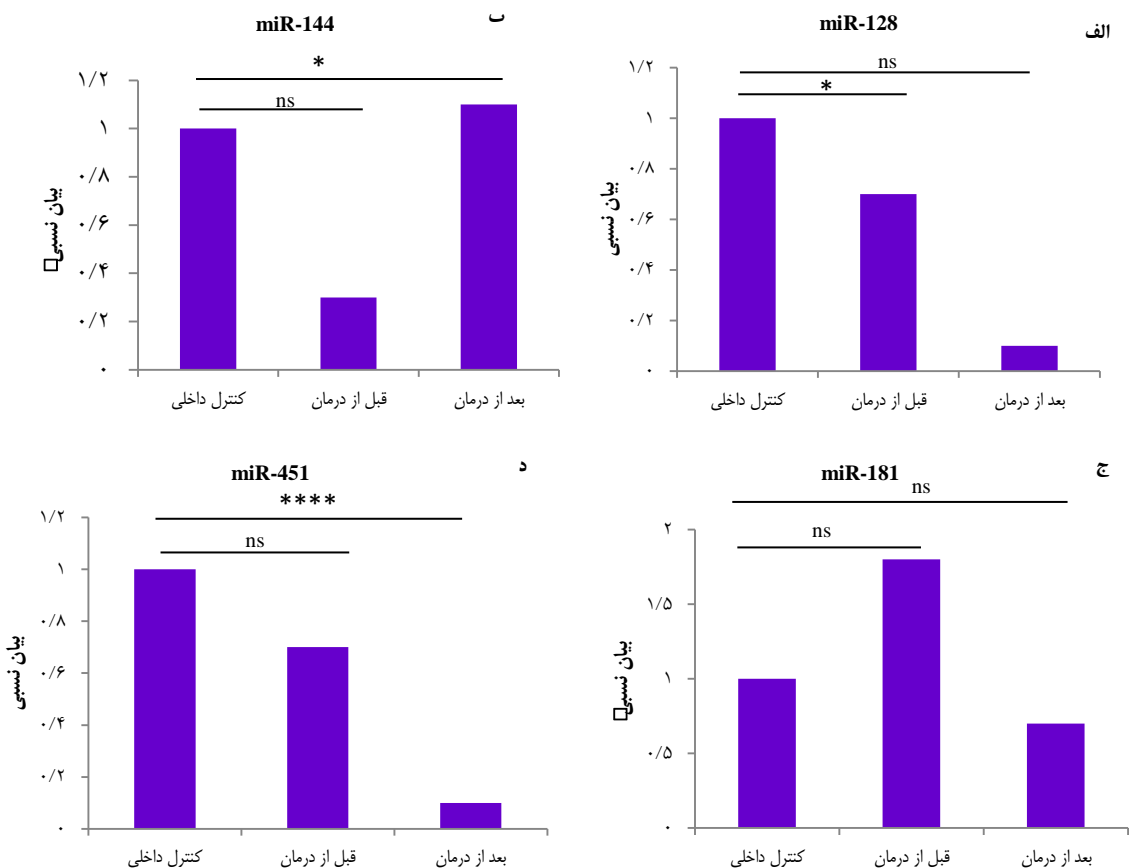 الف
miR-128
ns
*
۱/۲
۱
۰/۸
۰/۶
۰/۴
۰/۲
۰
بیان نسبی
کنترل داخلی
قبل از درمان
بعد از درمان
miR-144
*
ns
۱/۲
۱
۰/۸
۰/۶
۰/۴
۰/۲
۰
بیان نسبی
کنترل داخلی
قبل از درمان
بعد از درمان
ج
miR-181
ns
ns
۲
۱/۵
۱
۰/۵
۰
بیان نسبی
کنترل داخلی
قبل از درمان
بعد از درمان
د
miR-451
****
ns
۱/۲
۱
۰/۸
۰/۶
۰/۴
۰/۲
۰
بیان نسبی
کنترل داخلی
قبل از درمان
بعد از درمان